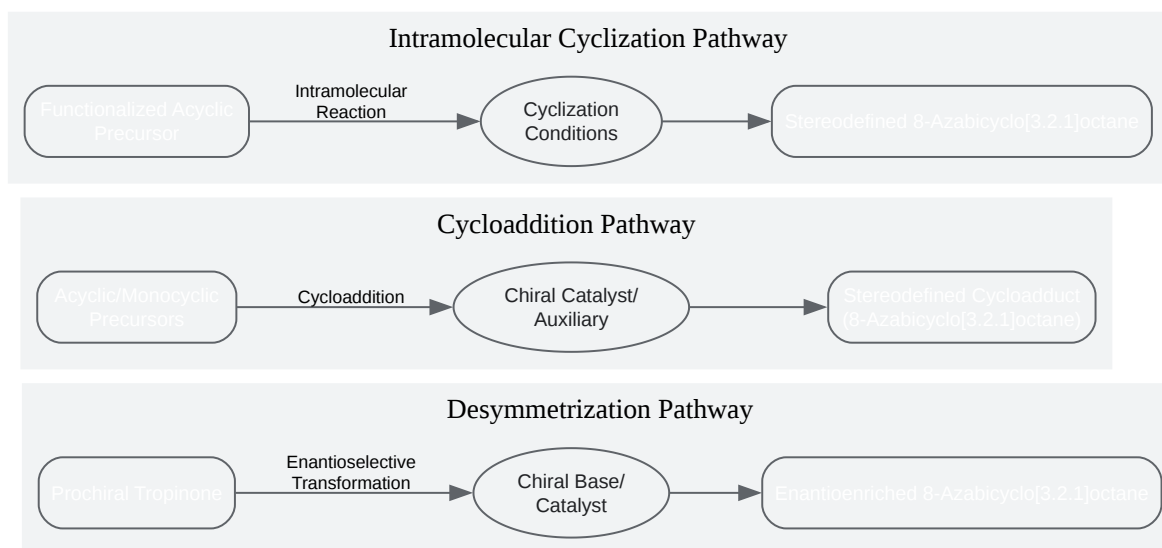 Intramolecular Cyclization Pathway
Functionalized Acyclic
Precursor
Intramolecular
Reaction
Cyclization
Conditions
Stereodefined 8-Azabicyclo[3.2.1]octane
Cycloaddition Pathway
Acyclic/Monocyclic
Precursors
Cycloaddition
Chiral Catalyst/
Auxiliary
Stereodefined Cycloadduct
(8-Azabicyclo[3.2.1]octane)
Desymmetrization Pathway
Prochiral Tropinone
Enantioselective
Transformation
Chiral Base/
Catalyst
Enantioenriched 8-Azabicyclo[3.2.1]octane